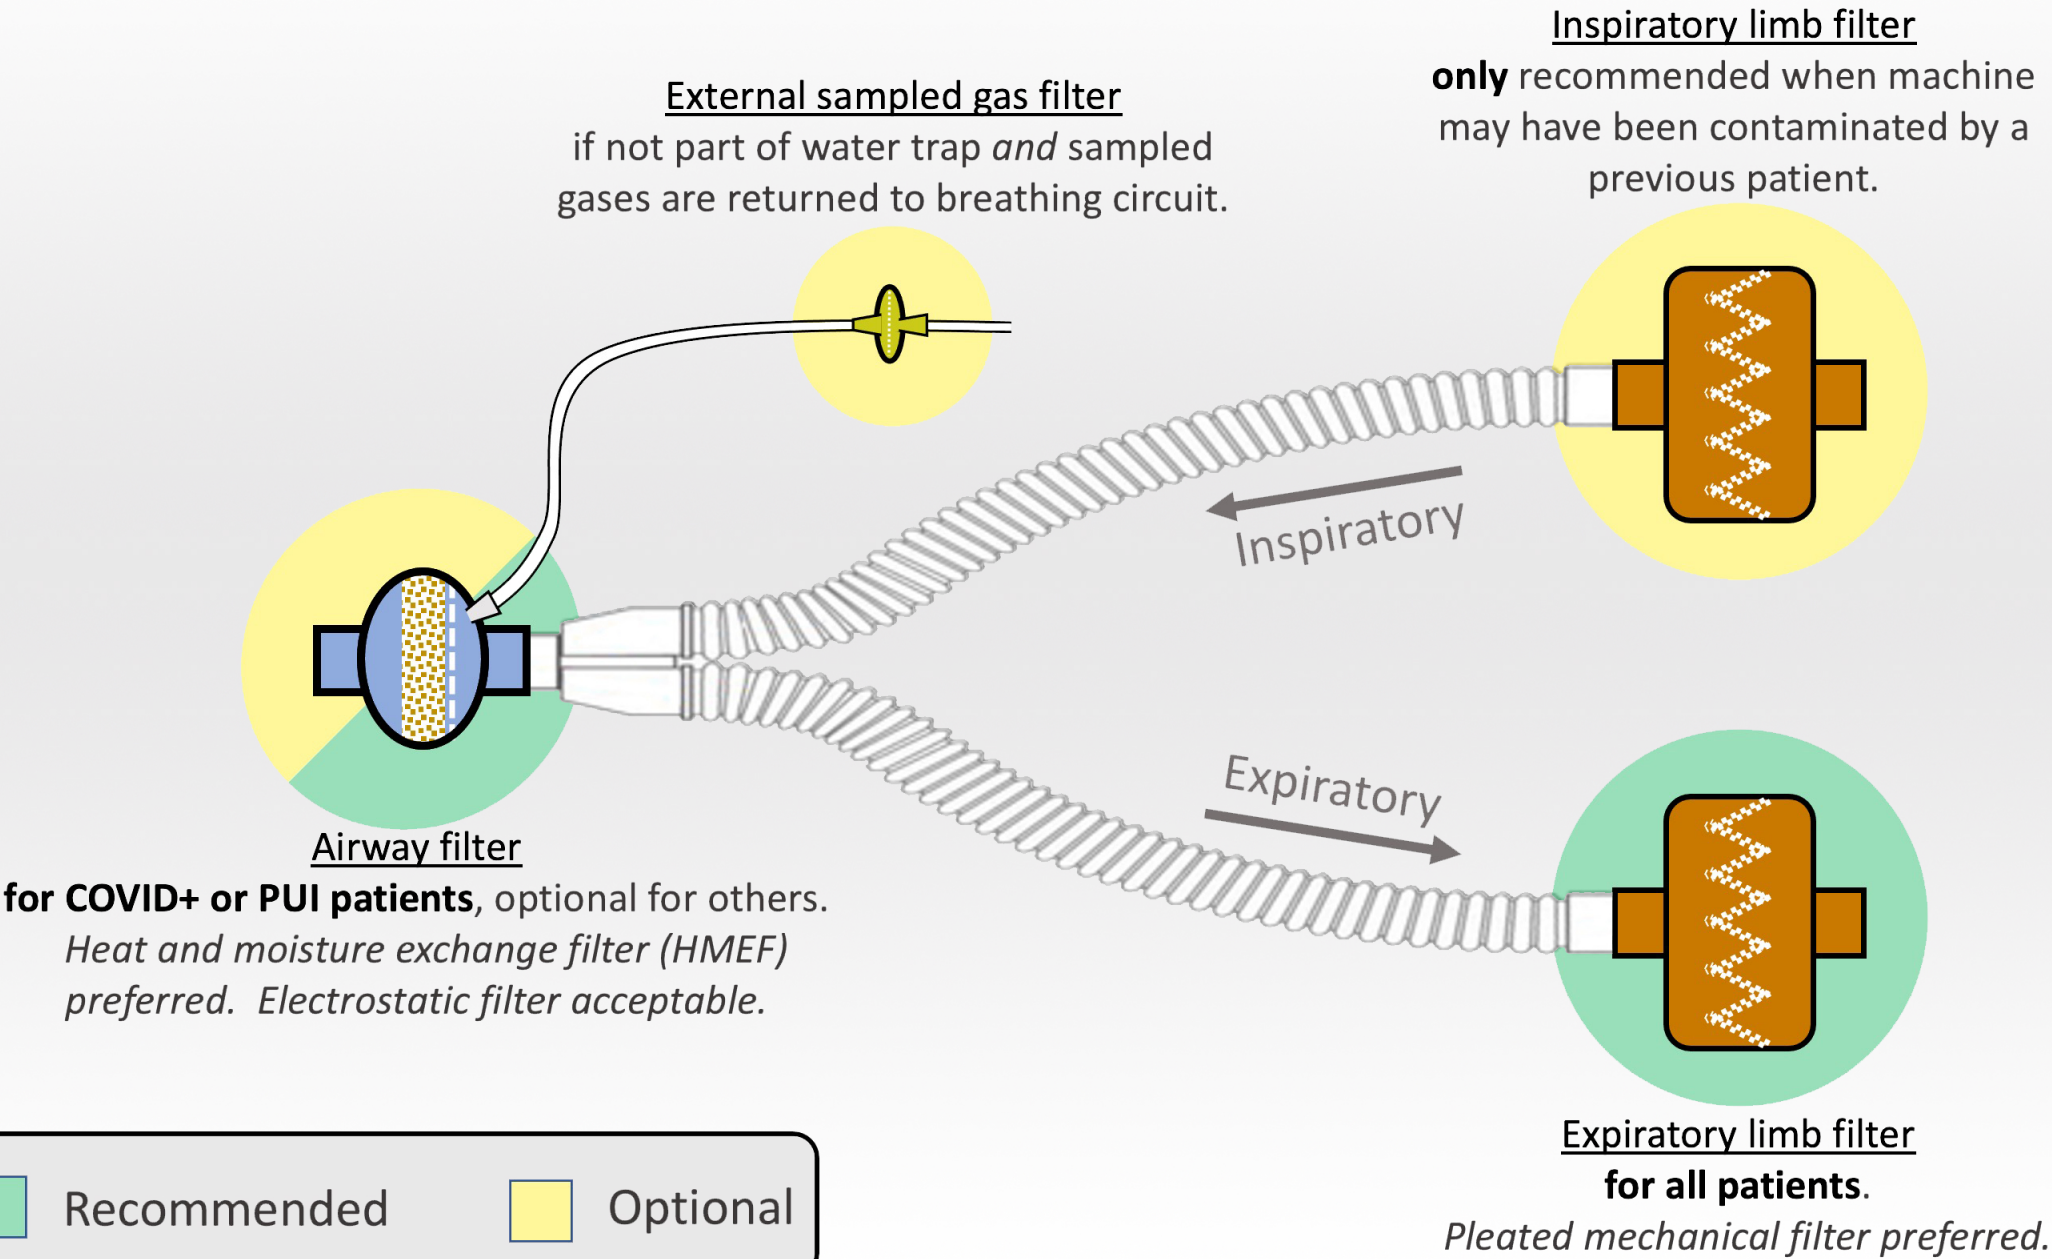 Inspiratory limb filter
only recommended when machine
may have been contaminated by a
previous patient.
External sampled gas filter
if not part of water trap and sampled
gases are returned to breathing circuit.
Inspiratory
Expiratory
Airway filter
for COVID+ or PUI patients, optional for others.
Heat and moisture exchange filter (HMEF)
preferred.  Electrostatic filter acceptable.
Expiratory limb filter
for all patients.
Pleated mechanical filter preferred.
Recommended
Optional